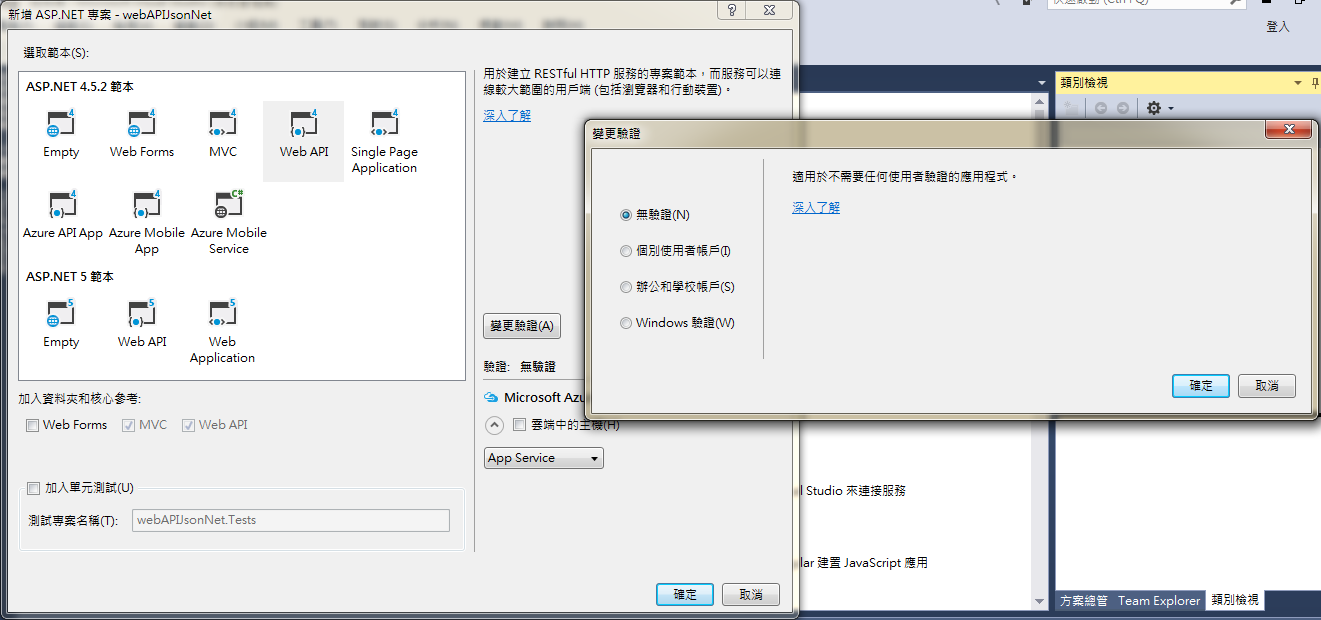 新增 ASP.NET 專案 - webAPIJsonNet
選取範本(S):
ASP.NET 4.5.2 範本
Empty
Web Forms
MVC
Web API
Single Page
Application
Azure API App
Azure Mobile
App
Azure Mobile
Service
ASP.NET 5 範本
Empty
Web API
Web
Application
加入資料夾和核心參考:
Web Forms
MVC
Web API
加入單元測試(U)
測試專案名稱(T):
webAPIJsonNet.Tests
用於建立 RESTful HTTP 服務的專案範本，而服務可以連
線較大範圍的用戶端 (包括瀏覽器和行動裝置)。
深入了解
變更驗證(A)
驗證: 無驗證
Microsoft Azu
雲端中的主機(H)
App Service
確定
取消
變更驗證
無驗證(N)
個別使用者帳戶(I)
辦公和學校帳戶(S)
Windows 驗證(W)
適用於不需要任何使用者驗證的應用程式。
深入了解
確定
取消
登入
類別檢視
l Studio 來連接服務
lar 建置 JavaScript 應用
方案總管
Team Explorer
類別檢視